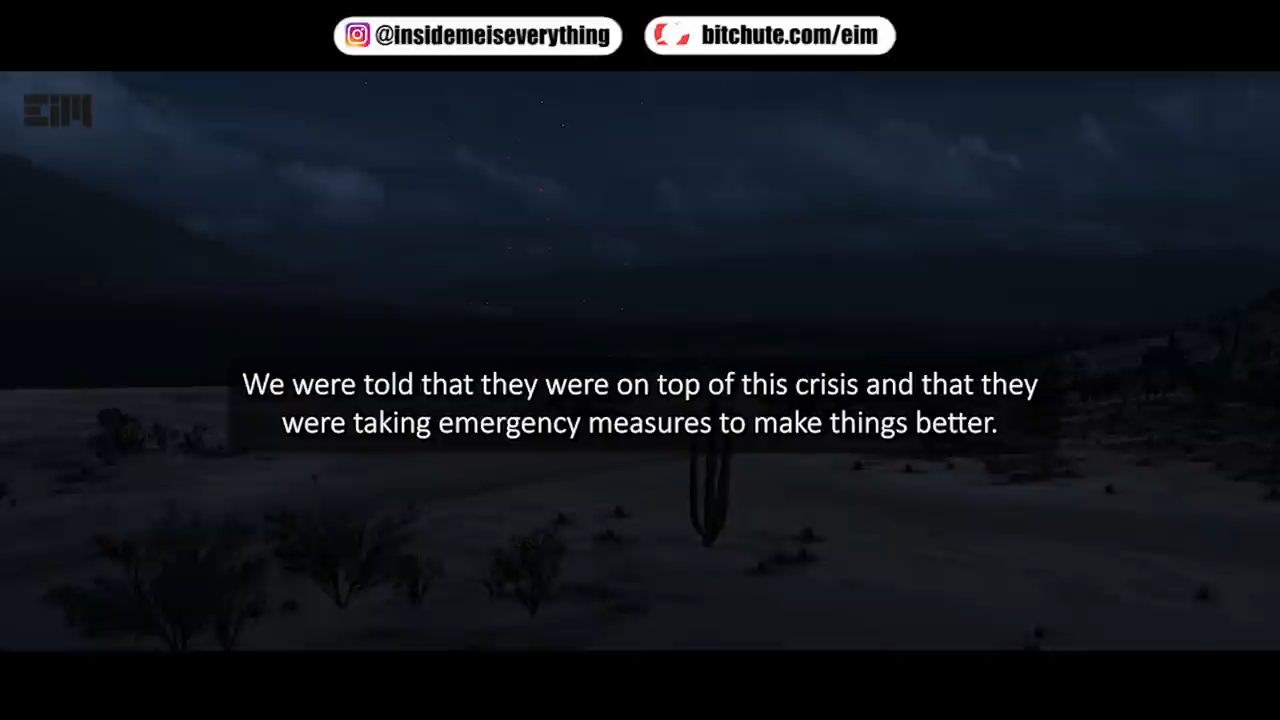 @insidemeiseverything
bitchute.com/eim
EIM
We were told that they were on top of this crisis and that they
were taking emergency measures to make things better.